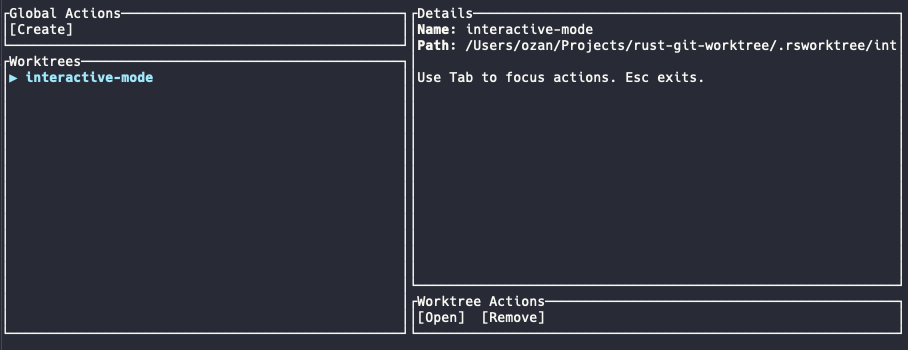 Global Actions
[Create]
Worktrees
▶ interactive-mode
Details
Name: interactive-mode
Path: /Users/ozan/Projects/rust-git-worktree/.rsworktree/int
Use Tab to focus actions. Esc exits.
Worktree Actions
[Open] [Remove]